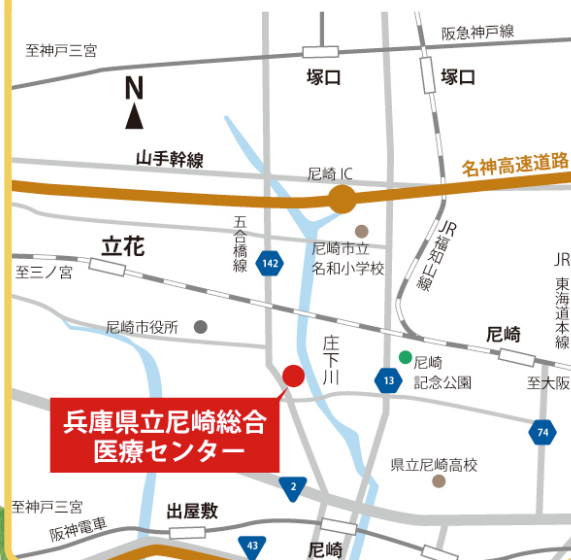 阪急神戸線
至神戸三宮
塚口
塚口
N
山手幹線
名神高速道路
尼崎 IC
五合橋線
142
尼崎市立
名和小学校
JR
福知山線
立花
至三ノ宮
JR
東海道本線
尼崎市役所
庄下川
尼崎
尼崎
記念公園
13
至大阪
兵庫県立尼崎総合
医療センター
74
県立尼崎高校
2
至神戸三宮
出屋敷
阪神電車
43
尼崎